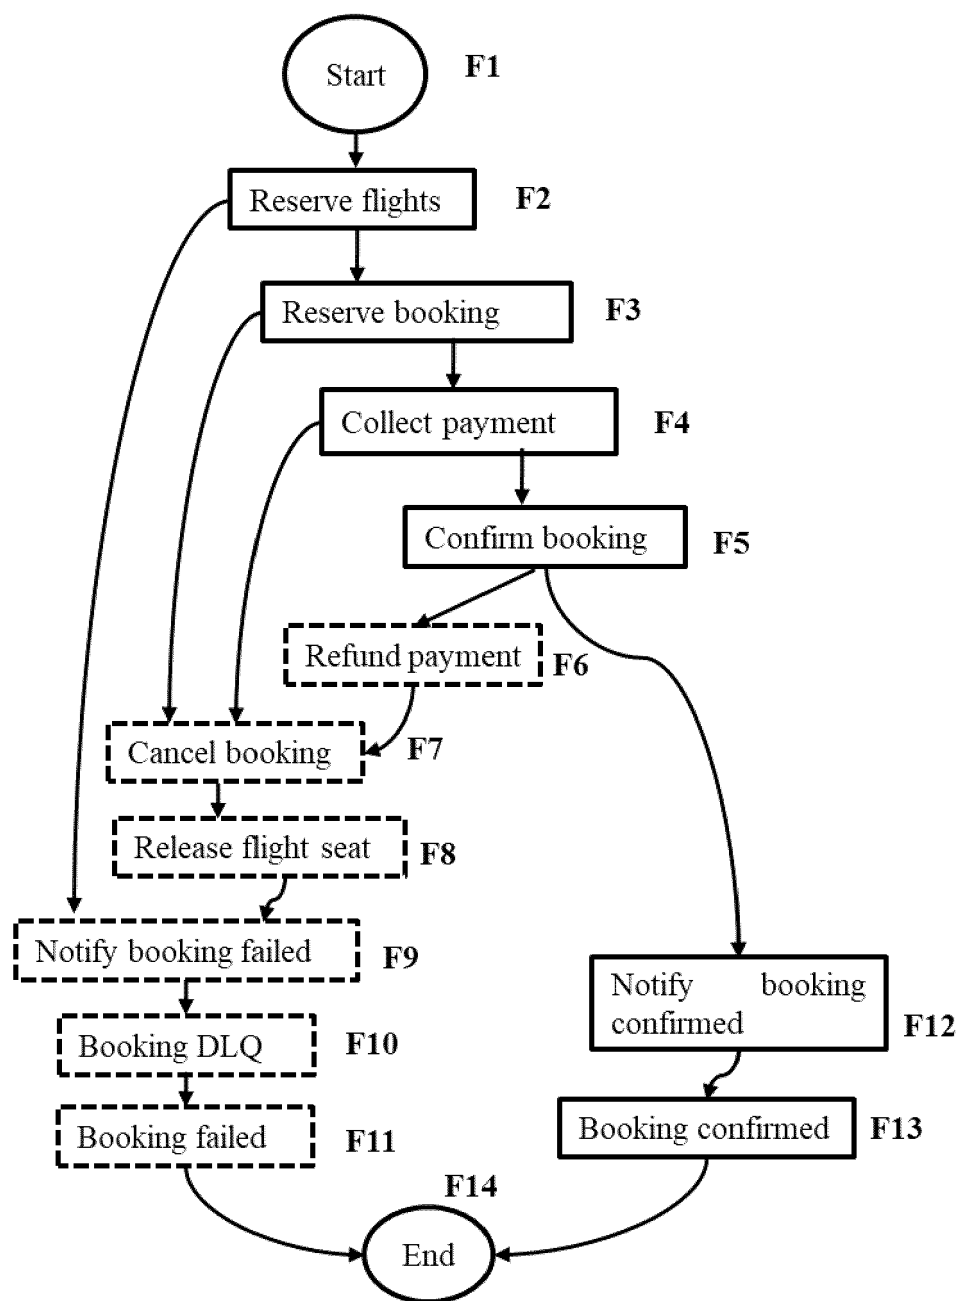 Start
F1
Reserve flights
F2
Reserve booking
F3
Collect payment
F4
Confirm booking
F5
Refund payment
F6
Cancel booking
F7
Release flight seat
F8
Notify booking failed
F9
Notify booking
confirmed
F12
Booking DLQ
F10
Booking failed
F11
Booking confirmed
F13
F14
End